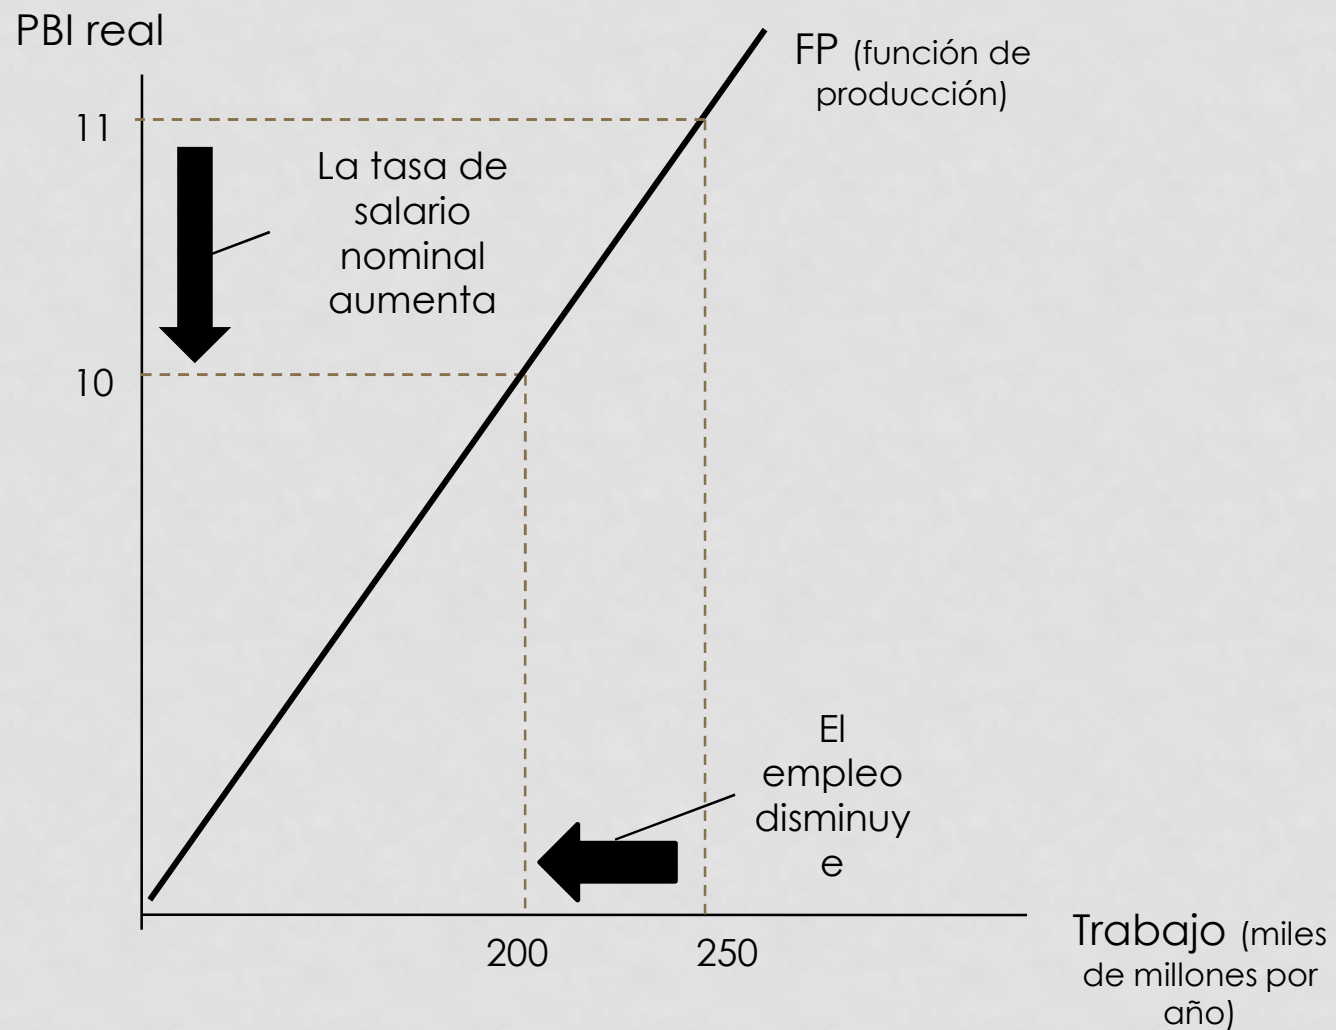 PBI real
FP (función de
producción)
11
La tasa de
salario
nominal
aumenta
10
El
empleo
disminuy
e
200
250
Trabajo (miles
de millones por
año)